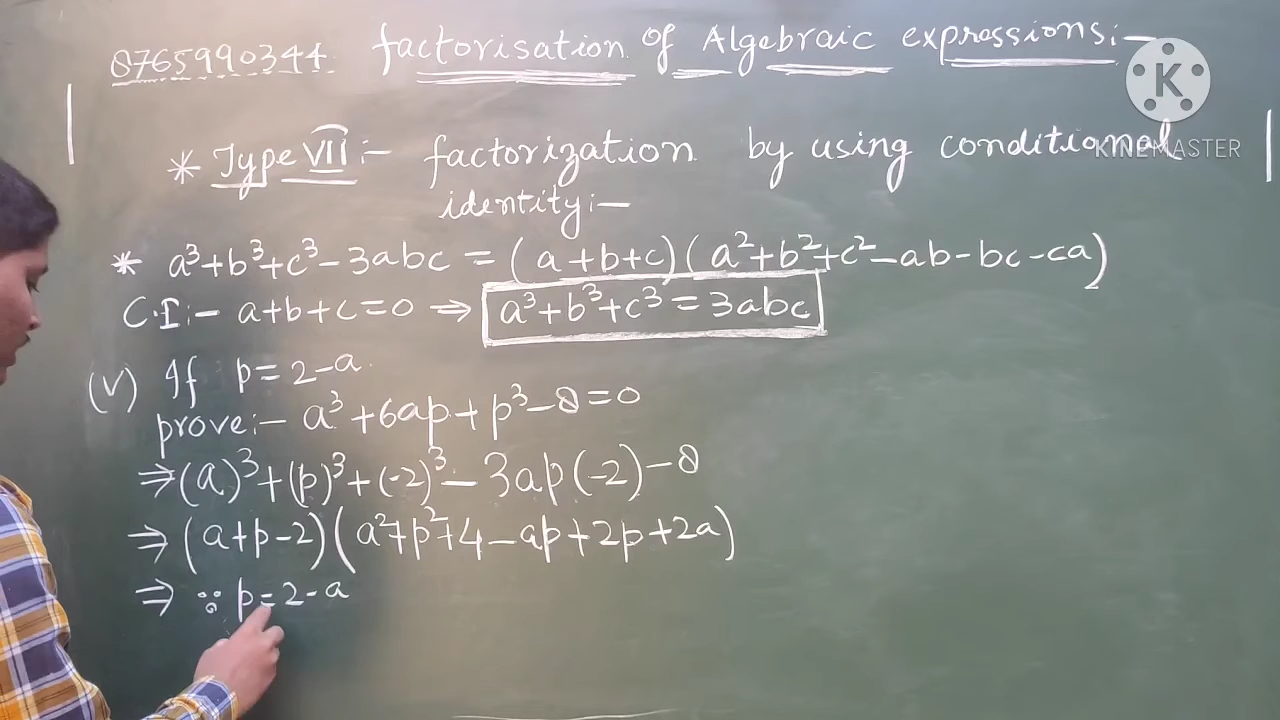 8765990344 factorisation of Algebraic expressions:-
K
KINEMASTER
* Type VII:- factorization by using conditional
identity:-
* a³+b³+c³-3abc = (a+b+c)(a²+b²+c²-ab-bc-ca)
C.I:- a+b+c=0 ⇒ a³+b³+c³=3abc
(V) If p=2-a.
prove:- a³+6ap+p³-8=0
⇒(a)³+(p)³+(-2)³-3ap(-2)-8
⇒(a+p-2)(a²+p²+4-ap+2p+2a)
⇒ ∵ p=2-a